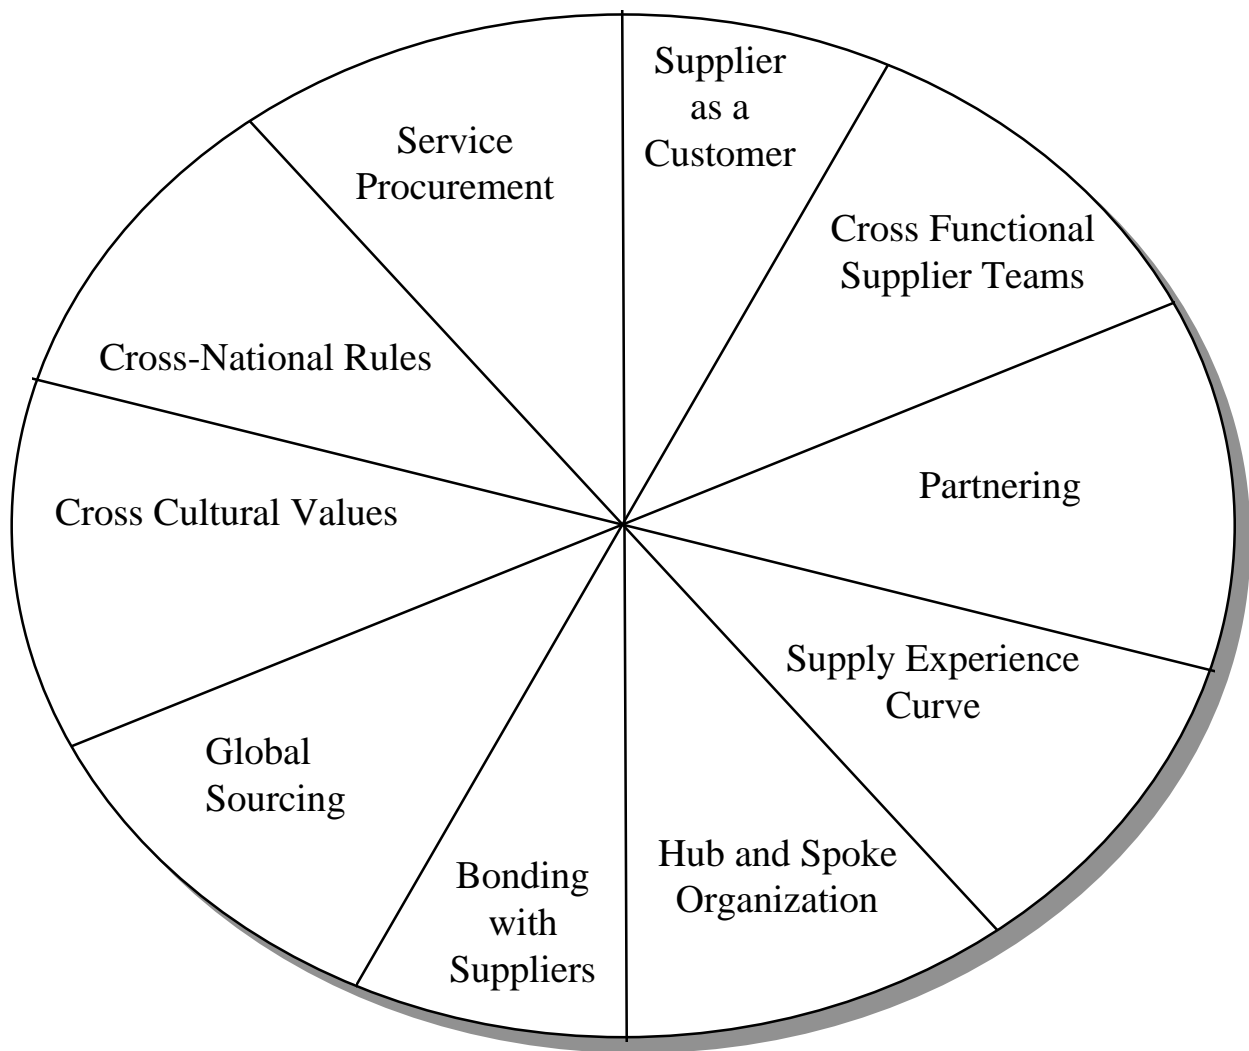 Supplier
as a
Customer
Cross Functional
Supplier Teams
Partnering
Supply Experience
Curve
Hub and Spoke
Organization
Bonding
with
Suppliers
Global
Sourcing
Cross Cultural Values
Cross-National Rules
Service
Procurement